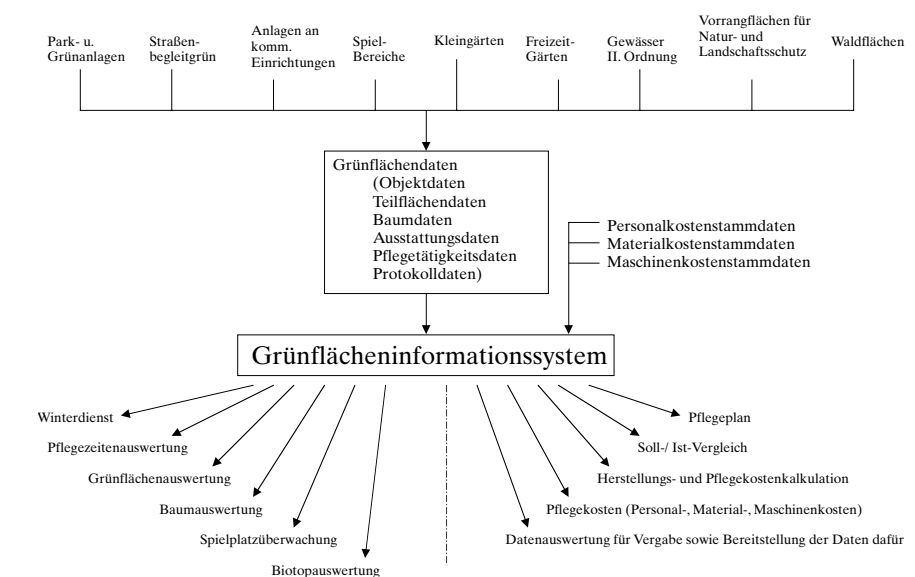 Park- u.
Grünanlagen
Straßen-
begleitgrün
Anlagen an
komm.
Einrichtungen
Spiel-
Bereiche
Kleingärten
Freizeit-
Gärten
Gewässer
II. Ordnung
Vorrangflächen für
Natur- und
Landschaftsschutz
Waldflächen
Grünflächendaten
(Objektdaten
Teilflächendaten
Baumdaten
Ausstattungsdaten
Pflegetätigkeitsdaten
Protokolldaten)
Personalkostenstammdaten
Materialkostenstammdaten
Maschinenkostenstammdaten
Grünflächeninformationssystem
Winterdienst
Pflegezeitenauswertung
Grünflächenauswertung
Baumauswertung
Spielplatzüberwachung
Biotopauswertung
Pflegeplan
Soll-/ Ist-Vergleich
Herstellungs- und Pflegekostenkalkulation
Pflegekosten (Personal-, Material-, Maschinenkosten)
Datenauswertung für Vergabe sowie Bereitstellung der Daten dafür